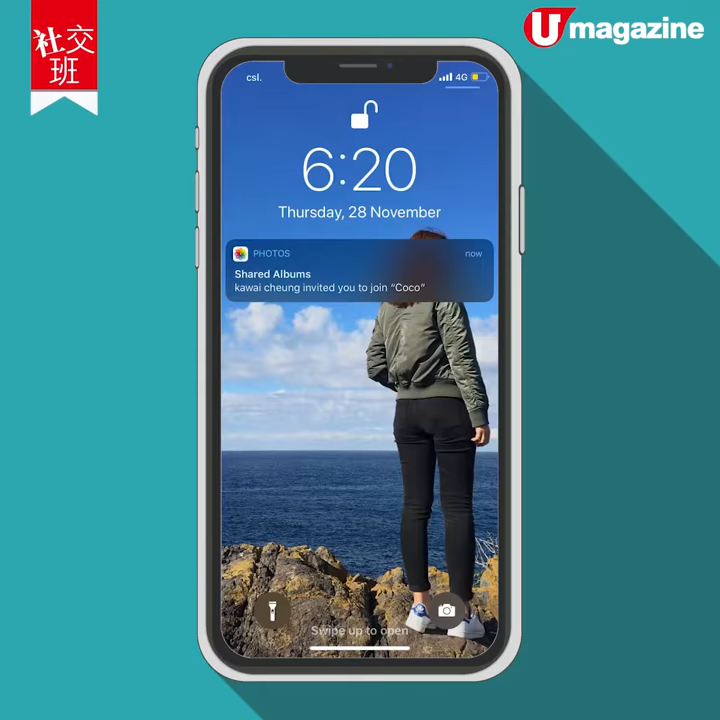 社交班
U magazine
csl.
4G
6:20
Thursday, 28 November
PHOTOS
now
Shared Albums
kawai cheung invited you to join “Coco”
Swipe up to open